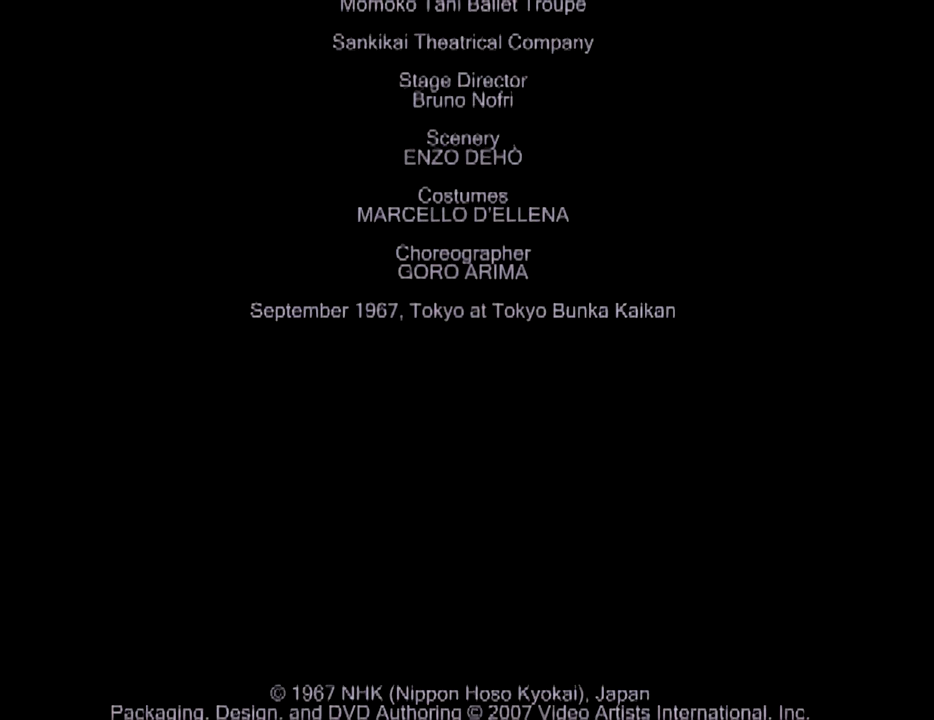 Momoko Tani Ballet Troupe
Sankikai Theatrical Company
Stage Director
Bruno Nofri
Scenery
ENZO DEHÒ
Costumes
MARCELLO D'ELLENA
Choreographer
GORO ARIMA
September 1967, Tokyo at Tokyo Bunka Kaikan
© 1967 NHK (Nippon Hoso Kyokai), Japan
Packaging, Design, and DVD Authoring © 2007 Video Artists International, Inc.